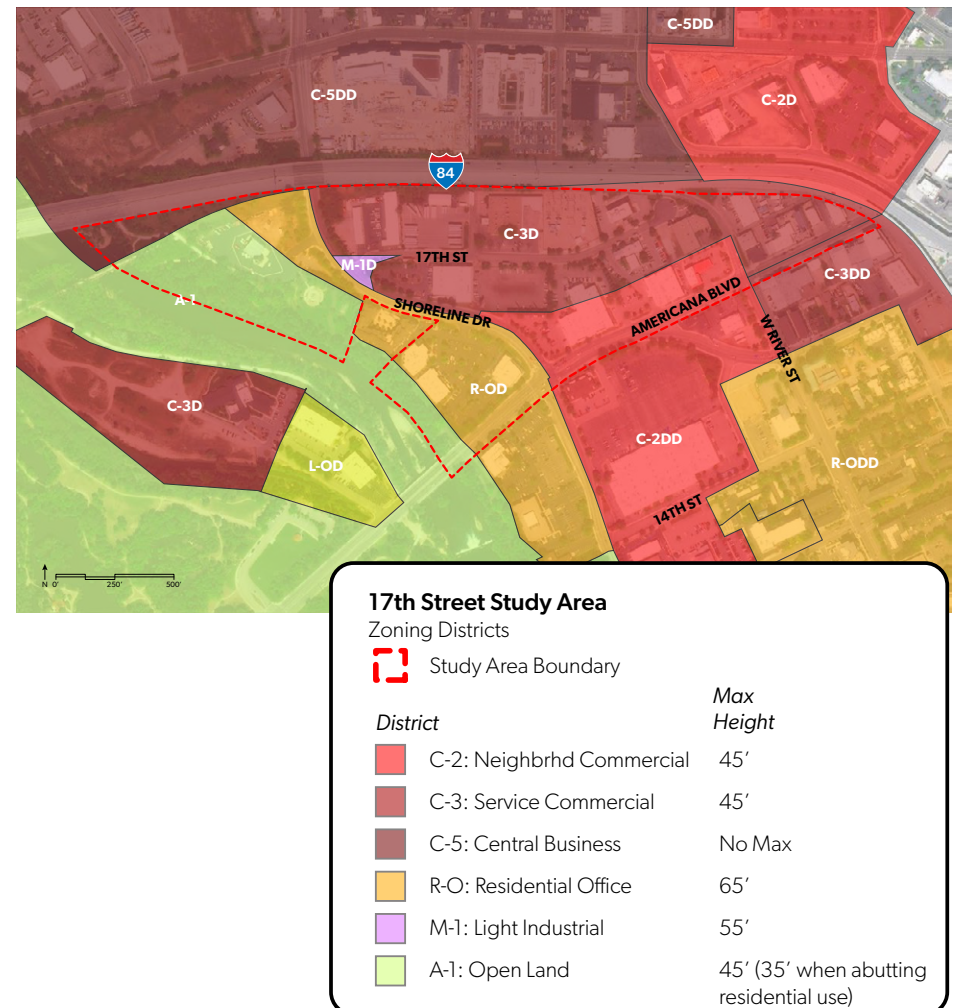 C-5DD
C-5DD
C-2D
84
C-3D
17TH ST
M-1D
C-3DD
A-1
SHORELINE DR
AMERICANA BLVD
W RIVER ST
R-OD
C-3D
C-2DD
L-OD
R-ODD
14TH ST
N 0' 250' 500'
17th Street Study Area
Zoning Districts
Study Area Boundary
District Max Height
C-2: Neighbrhd Commercial 45'
C-3: Service Commercial 45'
C-5: Central Business No Max
R-O: Residential Office 65'
M-1: Light Industrial 55'
A-1: Open Land 45' (35' when abutting
residential use)